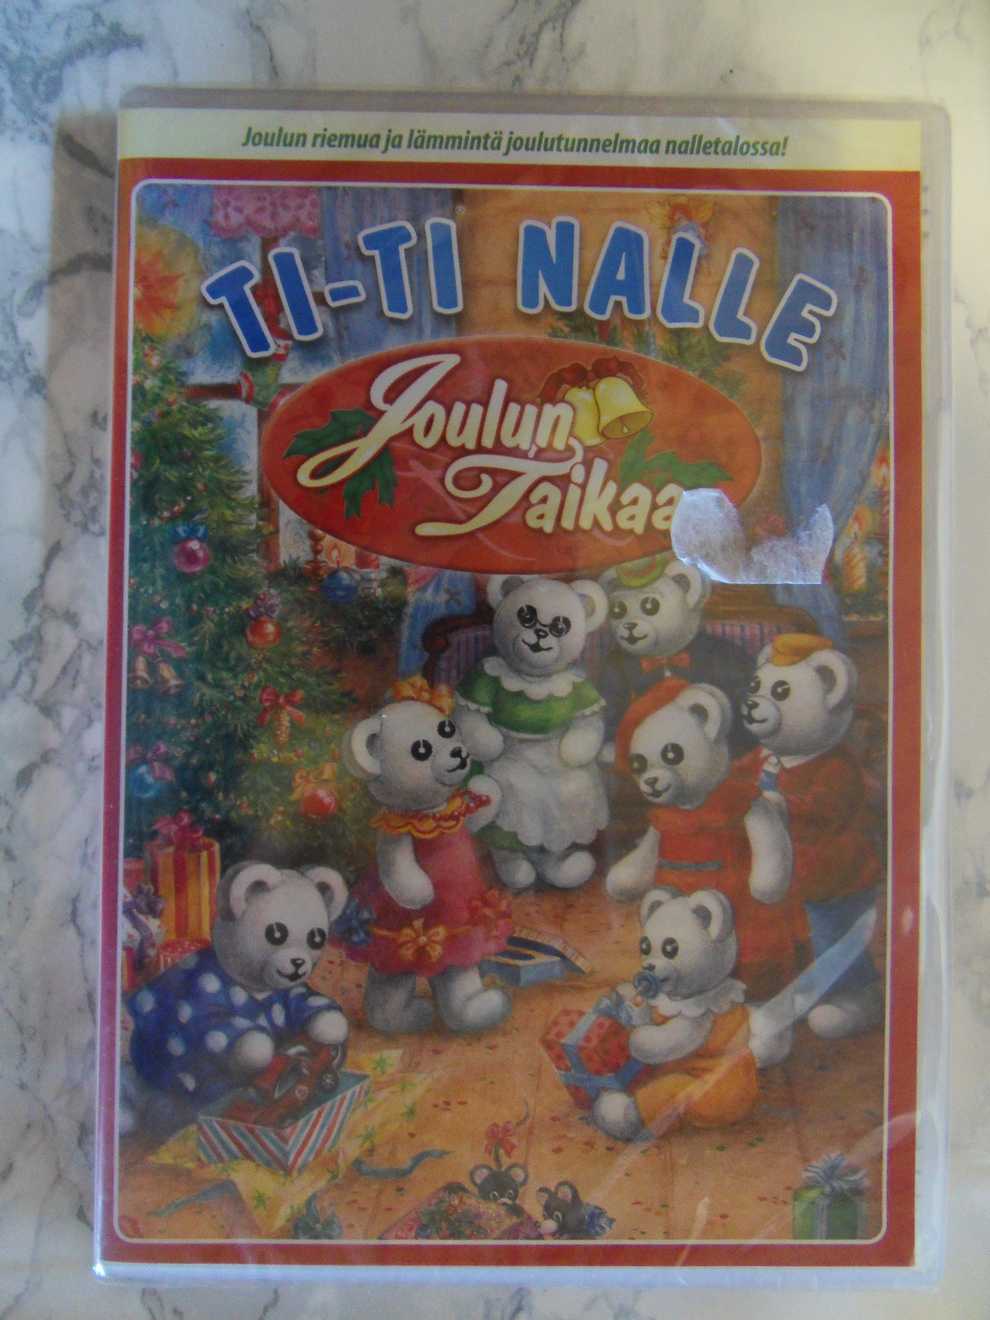 Joulun riemua ja lämmintä joulutunnelmaa nalletalossa!
TI-TI NALLE
Joulun
Taikaa